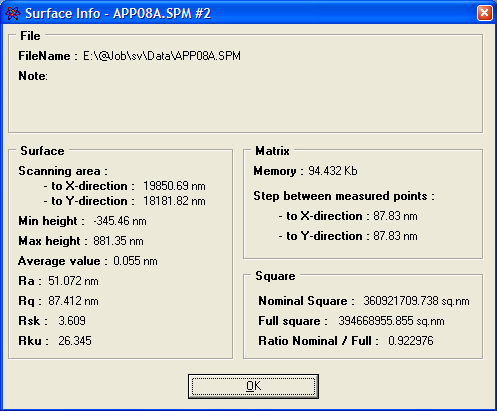 Surface Info - APP08A.SPM #2
File
FileName : E:\@Job\sv\Data\APP08A.SPM
Note:
Surface
Scanning area :
- to X-direction : 19850.69 nm
- to Y-direction : 18181.82 nm
Min height : -345.46 nm
Max height : 881.35 nm
Average value : 0.055 nm
Ra : 51.072 nm
Rq : 87.412 nm
Rsk : 3.609
Rku : 26.345
Matrix
Memory : 94.432 Kb
Step between measured points :
- to X-direction : 87.83 nm
- to Y-direction : 87.83 nm
Square
Nominal Square : 360921709.738 sq.nm
Full square : 394668955.855 sq.nm
Ratio Nominal / Full : 0.922976
OK